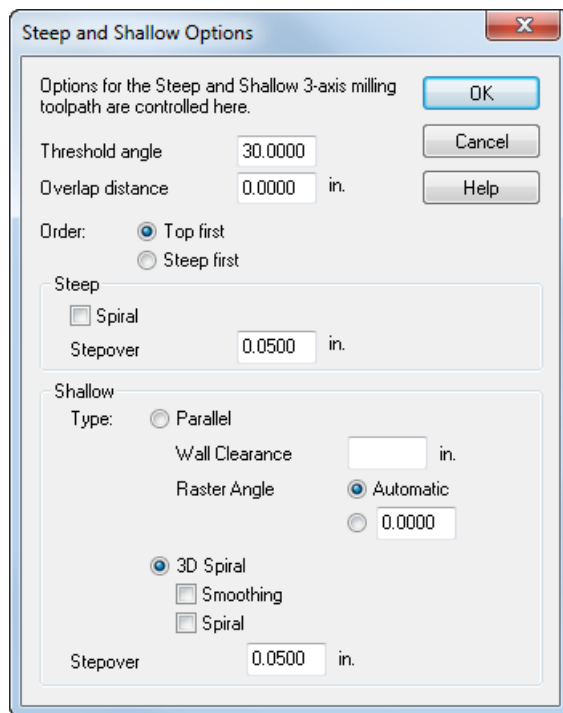 Steep and Shallow Options
Options for the Steep and Shallow 3-axis milling
toolpath are controlled here.
OK
Cancel
Help
Threshold angle 30.0000
Overlap distance 0.0000 in.
Order: Top first
Steep first
Steep
Spiral
Stepover 0.0500 in.
Shallow
Type: Parallel
Wall Clearance in.
Raster Angle Automatic
0.0000
3D Spiral
Smoothing
Spiral
Stepover 0.0500 in.